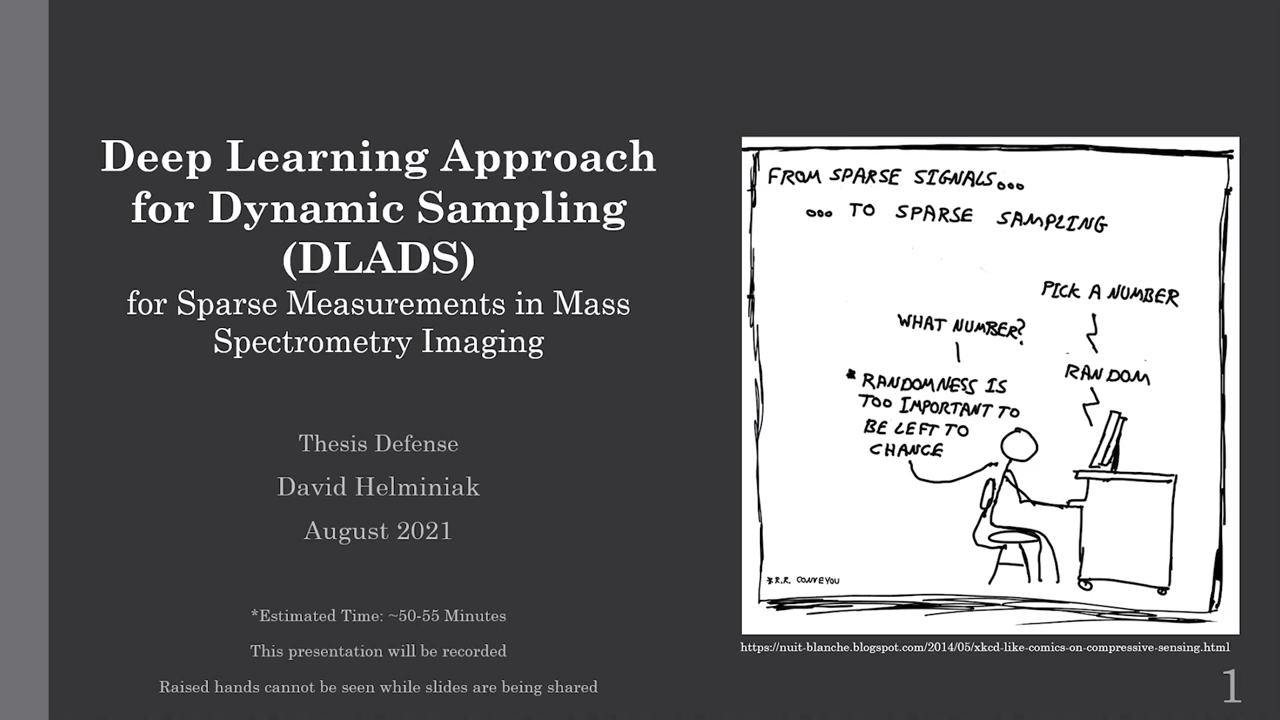 Deep Learning Approach
for Dynamic Sampling
(DLADS)
for Sparse Measurements in Mass
Spectrometry Imaging
Thesis Defense
David Helminiak
August 2021
*Estimated Time: ~50-55 Minutes
This presentation will be recorded
Raised hands cannot be seen while slides are being shared
FROM SPARSE SIGNALS...
... TO SPARSE SAMPLING
PICK A NUMBER
WHAT NUMBER?
RANDOM
* RANDOMNESS IS
TOO IMPORTANT TO
BE LEFT TO
CHANCE
*R.R. CONVEYOU
https://nuit-blanche.blogspot.com/2014/05/xkcd-like-comics-on-compressive-sensing.html
1